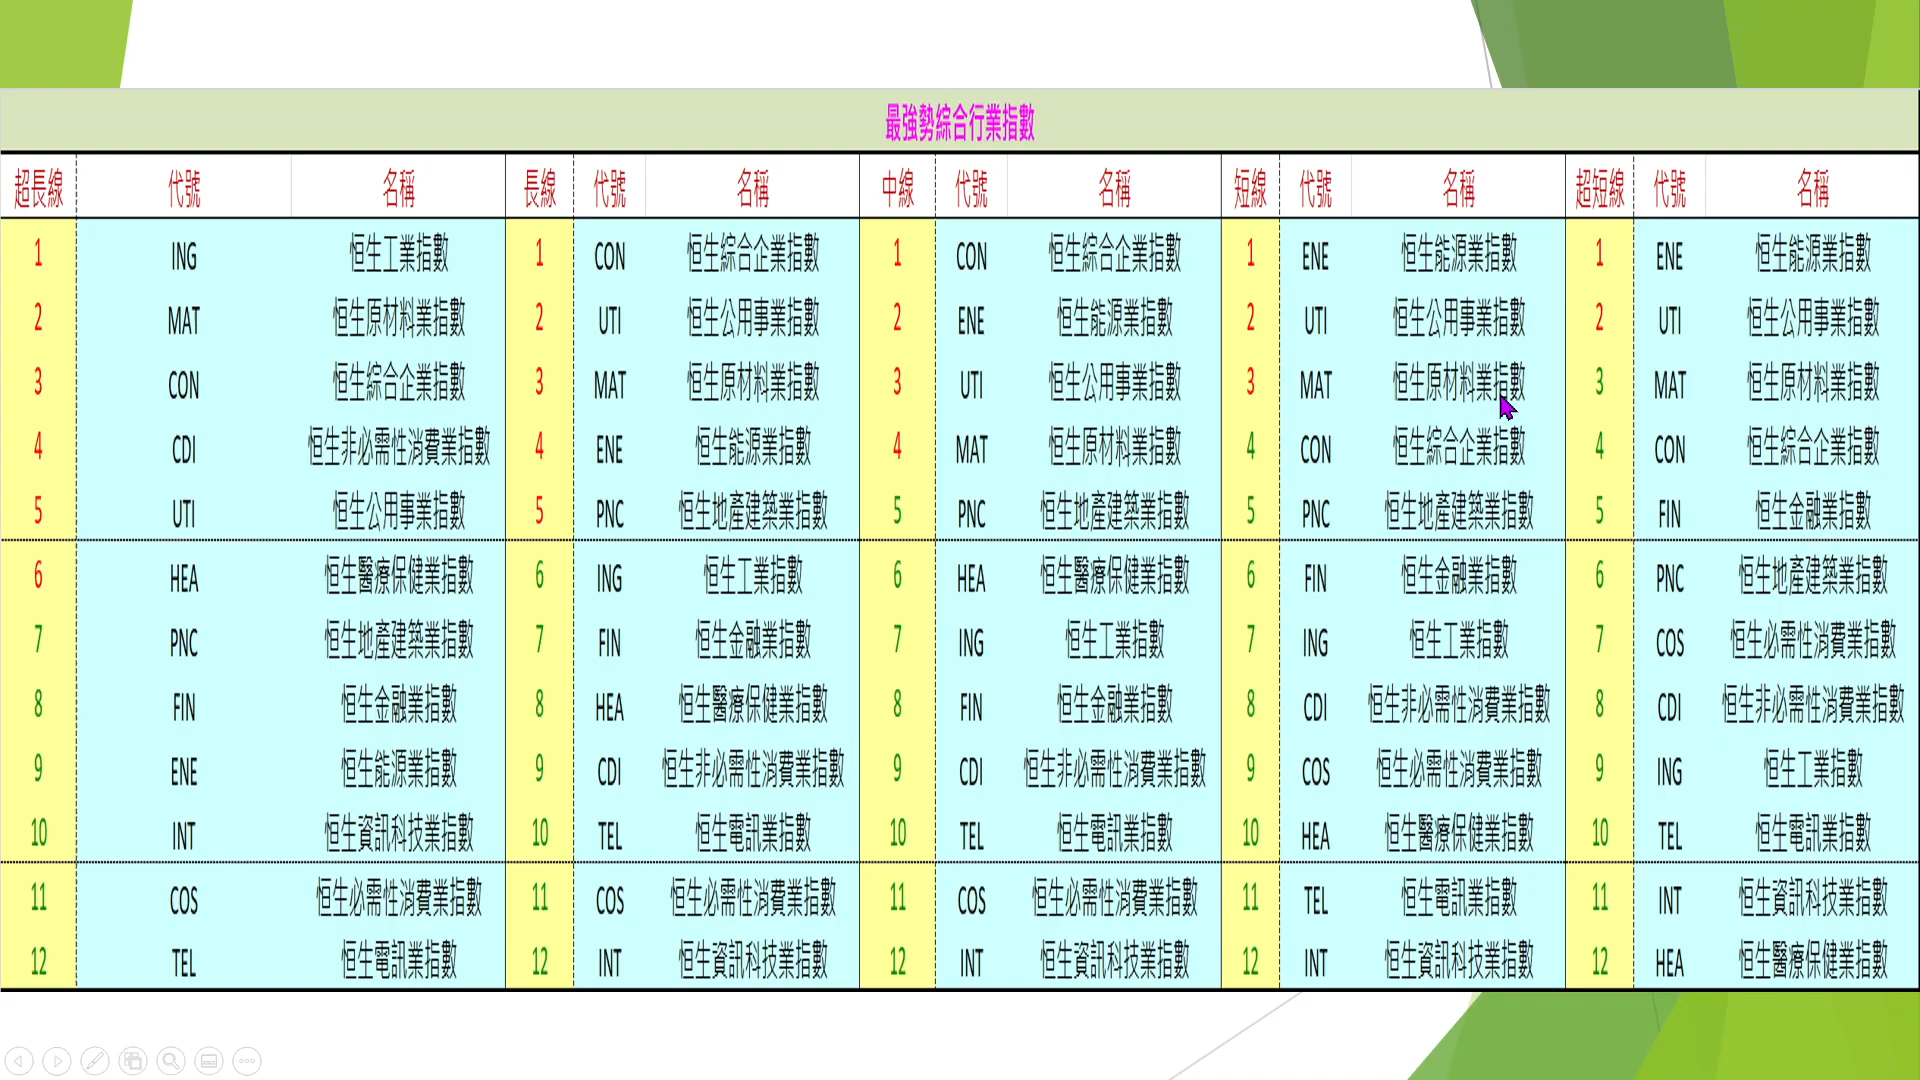 最強勢綜合行業指數
超長線 代號 名稱 長線 代號 名稱 中線 代號 名稱 短線 代號 名稱 超短線 代號 名稱
1 ING 恒生工業指數 1 CON 恒生綜合企業指數 1 CON 恒生綜合企業指數 1 ENE 恒生能源業指數 1 ENE 恒生能源業指數
2 MAT 恒生原材料業指數 2 UTI 恒生公用事業指數 2 ENE 恒生能源業指數 2 UTI 恒生公用事業指數 2 UTI 恒生公用事業指數
3 CON 恒生綜合企業指數 3 MAT 恒生原材料業指數 3 UTI 恒生公用事業指數 3 MAT 恒生原材料業指數 3 MAT 恒生原材料業指數
4 CDI 恒生非必需性消費業指數 4 ENE 恒生能源業指數 4 MAT 恒生原材料業指數 4 CON 恒生綜合企業指數 4 CON 恒生綜合企業指數
5 UTI 恒生公用事業指數 5 PNC 恒生地產建築業指數 5 PNC 恒生地產建築業指數 5 PNC 恒生地產建築業指數 5 FIN 恒生金融業指數
6 HEA 恒生醫療保健業指數 6 ING 恒生工業指數 6 HEA 恒生醫療保健業指數 6 FIN 恒生金融業指數 6 PNC 恒生地產建築業指數
7 PNC 恒生地產建築業指數 7 FIN 恒生金融業指數 7 ING 恒生工業指數 7 ING 恒生工業指數 7 COS 恒生必需性消費業指數
8 FIN 恒生金融業指數 8 HEA 恒生醫療保健業指數 8 FIN 恒生金融業指數 8 CDI 恒生非必需性消費業指數 8 CDI 恒生非必需性消費業指數
9 ENE 恒生能源業指數 9 CDI 恒生非必需性消費業指數 9 CDI 恒生非必需性消費業指數 9 COS 恒生必需性消費業指數 9 ING 恒生工業指數
10 INT 恒生資訊科技業指數 10 TEL 恒生電訊業指數 10 TEL 恒生電訊業指數 10 HEA 恒生醫療保健業指數 10 TEL 恒生電訊業指數
11 COS 恒生必需性消費業指數 11 COS 恒生必需性消費業指數 11 COS 恒生必需性消費業指數 11 TEL 恒生電訊業指數 11 INT 恒生資訊科技業指數
12 TEL 恒生電訊業指數 12 INT 恒生資訊科技業指數 12 INT 恒生資訊科技業指數 12 INT 恒生資訊科技業指數 12 HEA 恒生醫療保健業指數